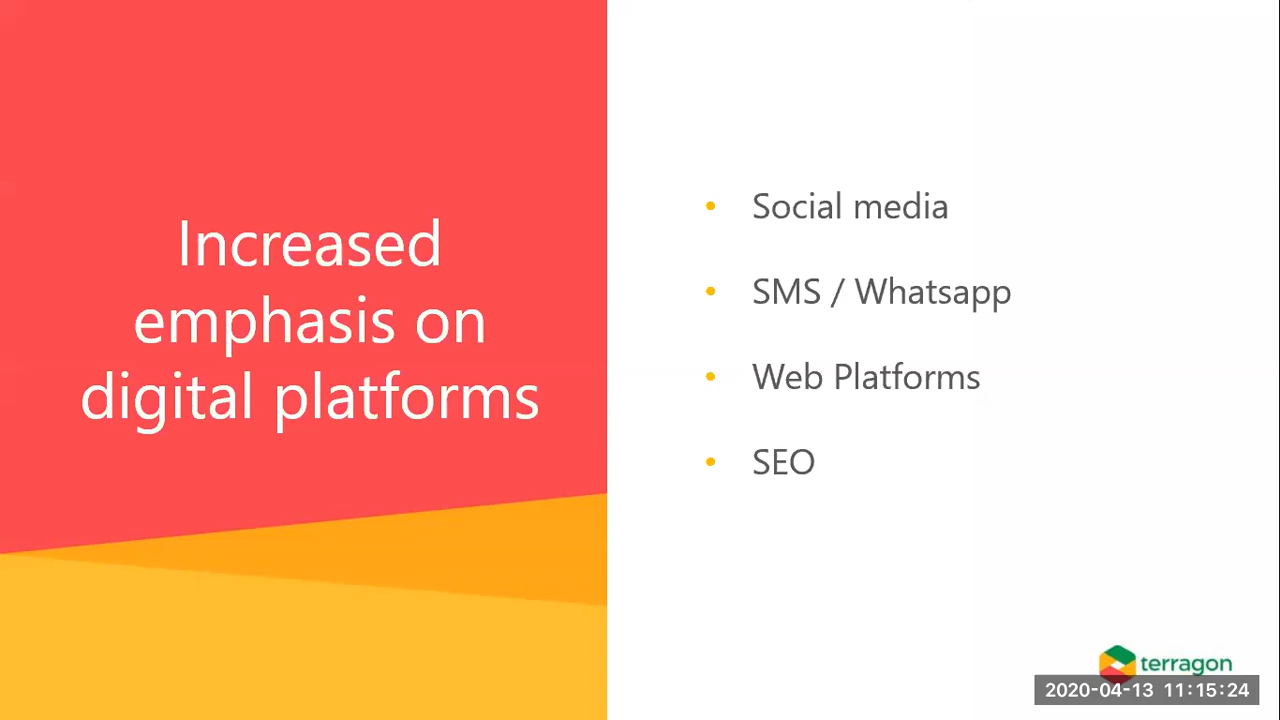 Increased
emphasis on
digital platforms
• Social media
• SMS / Whatsapp
• Web Platforms
• SEO
terragon
2020-04-13 11:15:24